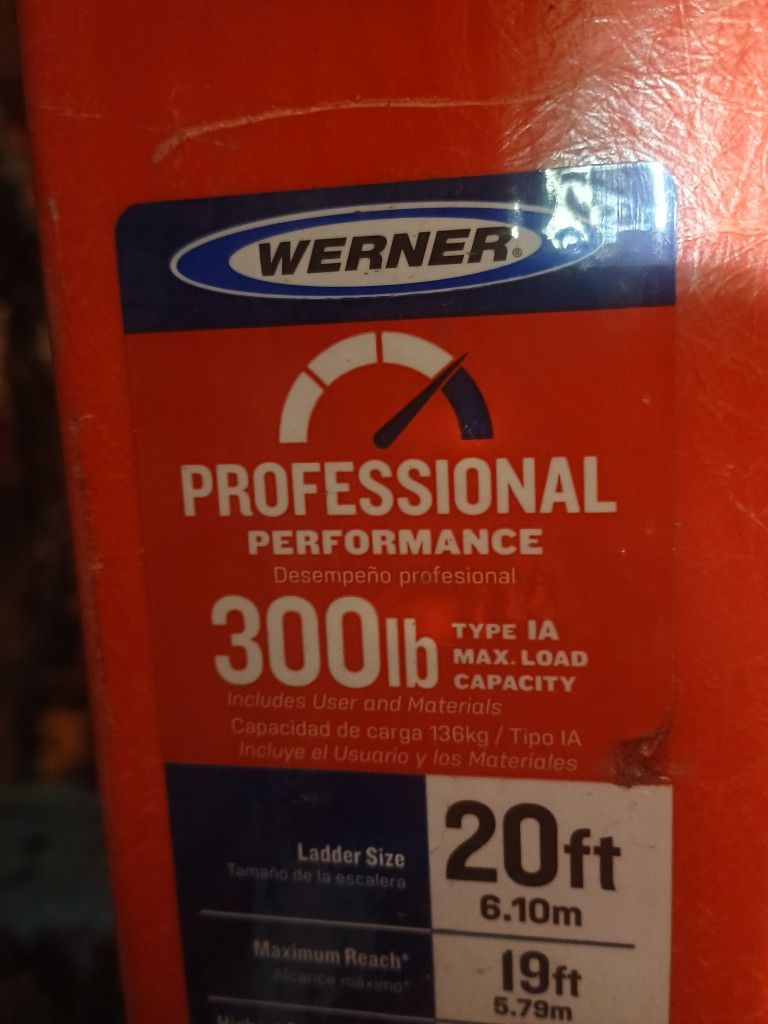 WERNER®
PROFESSIONAL
PERFORMANCE
Desempeño profesional
300lb TYPE IA
MAX. LOAD
CAPACITY
Includes User and Materials
Capacidad de carga 136kg / Tipo IA
Incluye el Usuario y los Materiales
Ladder Size
Tamaño de la escalera
20ft
6.10m
Maximum Reach*
Alcance máximo*
19ft
5.79m